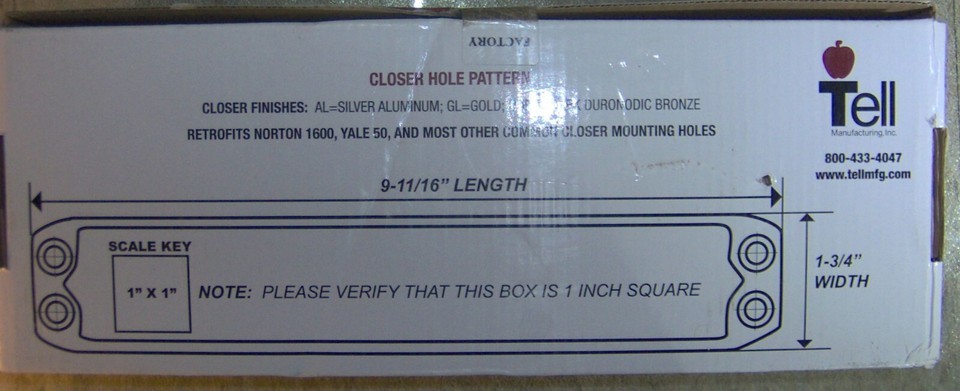 FACTORY
CLOSER HOLE PATTERN
CLOSER FINISHES: AL=SILVER ALUMINUM; GL=GOLD; DURONODIC BRONZE
RETROFITS NORTON 1600, YALE 50, AND MOST OTHER COMMON CLOSER MOUNTING HOLES
Tell
Manufacturing, Inc.
800-433-4047
www.tellmfg.com
9-11/16” LENGTH
SCALE KEY
1” X 1”
NOTE: PLEASE VERIFY THAT THIS BOX IS 1 INCH SQUARE
1-3/4”
WIDTH